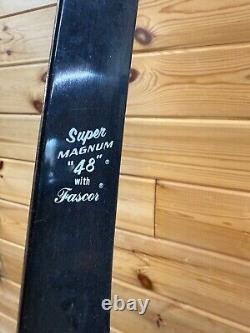 Super
MAGNUM
"48"®
with
Fascor®